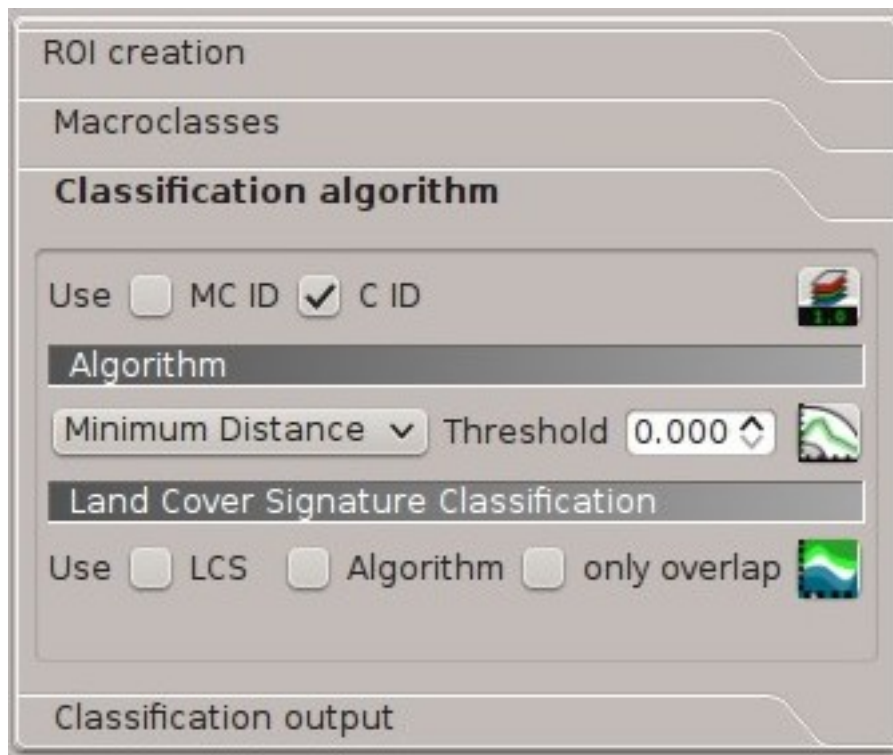 ROI creation
Macroclasses
Classification algorithm
Use MC ID C ID
1.0
Algorithm
Minimum Distance Threshold 0.000
Land Cover Signature Classification
Use LCS Algorithm only overlap
Classification output